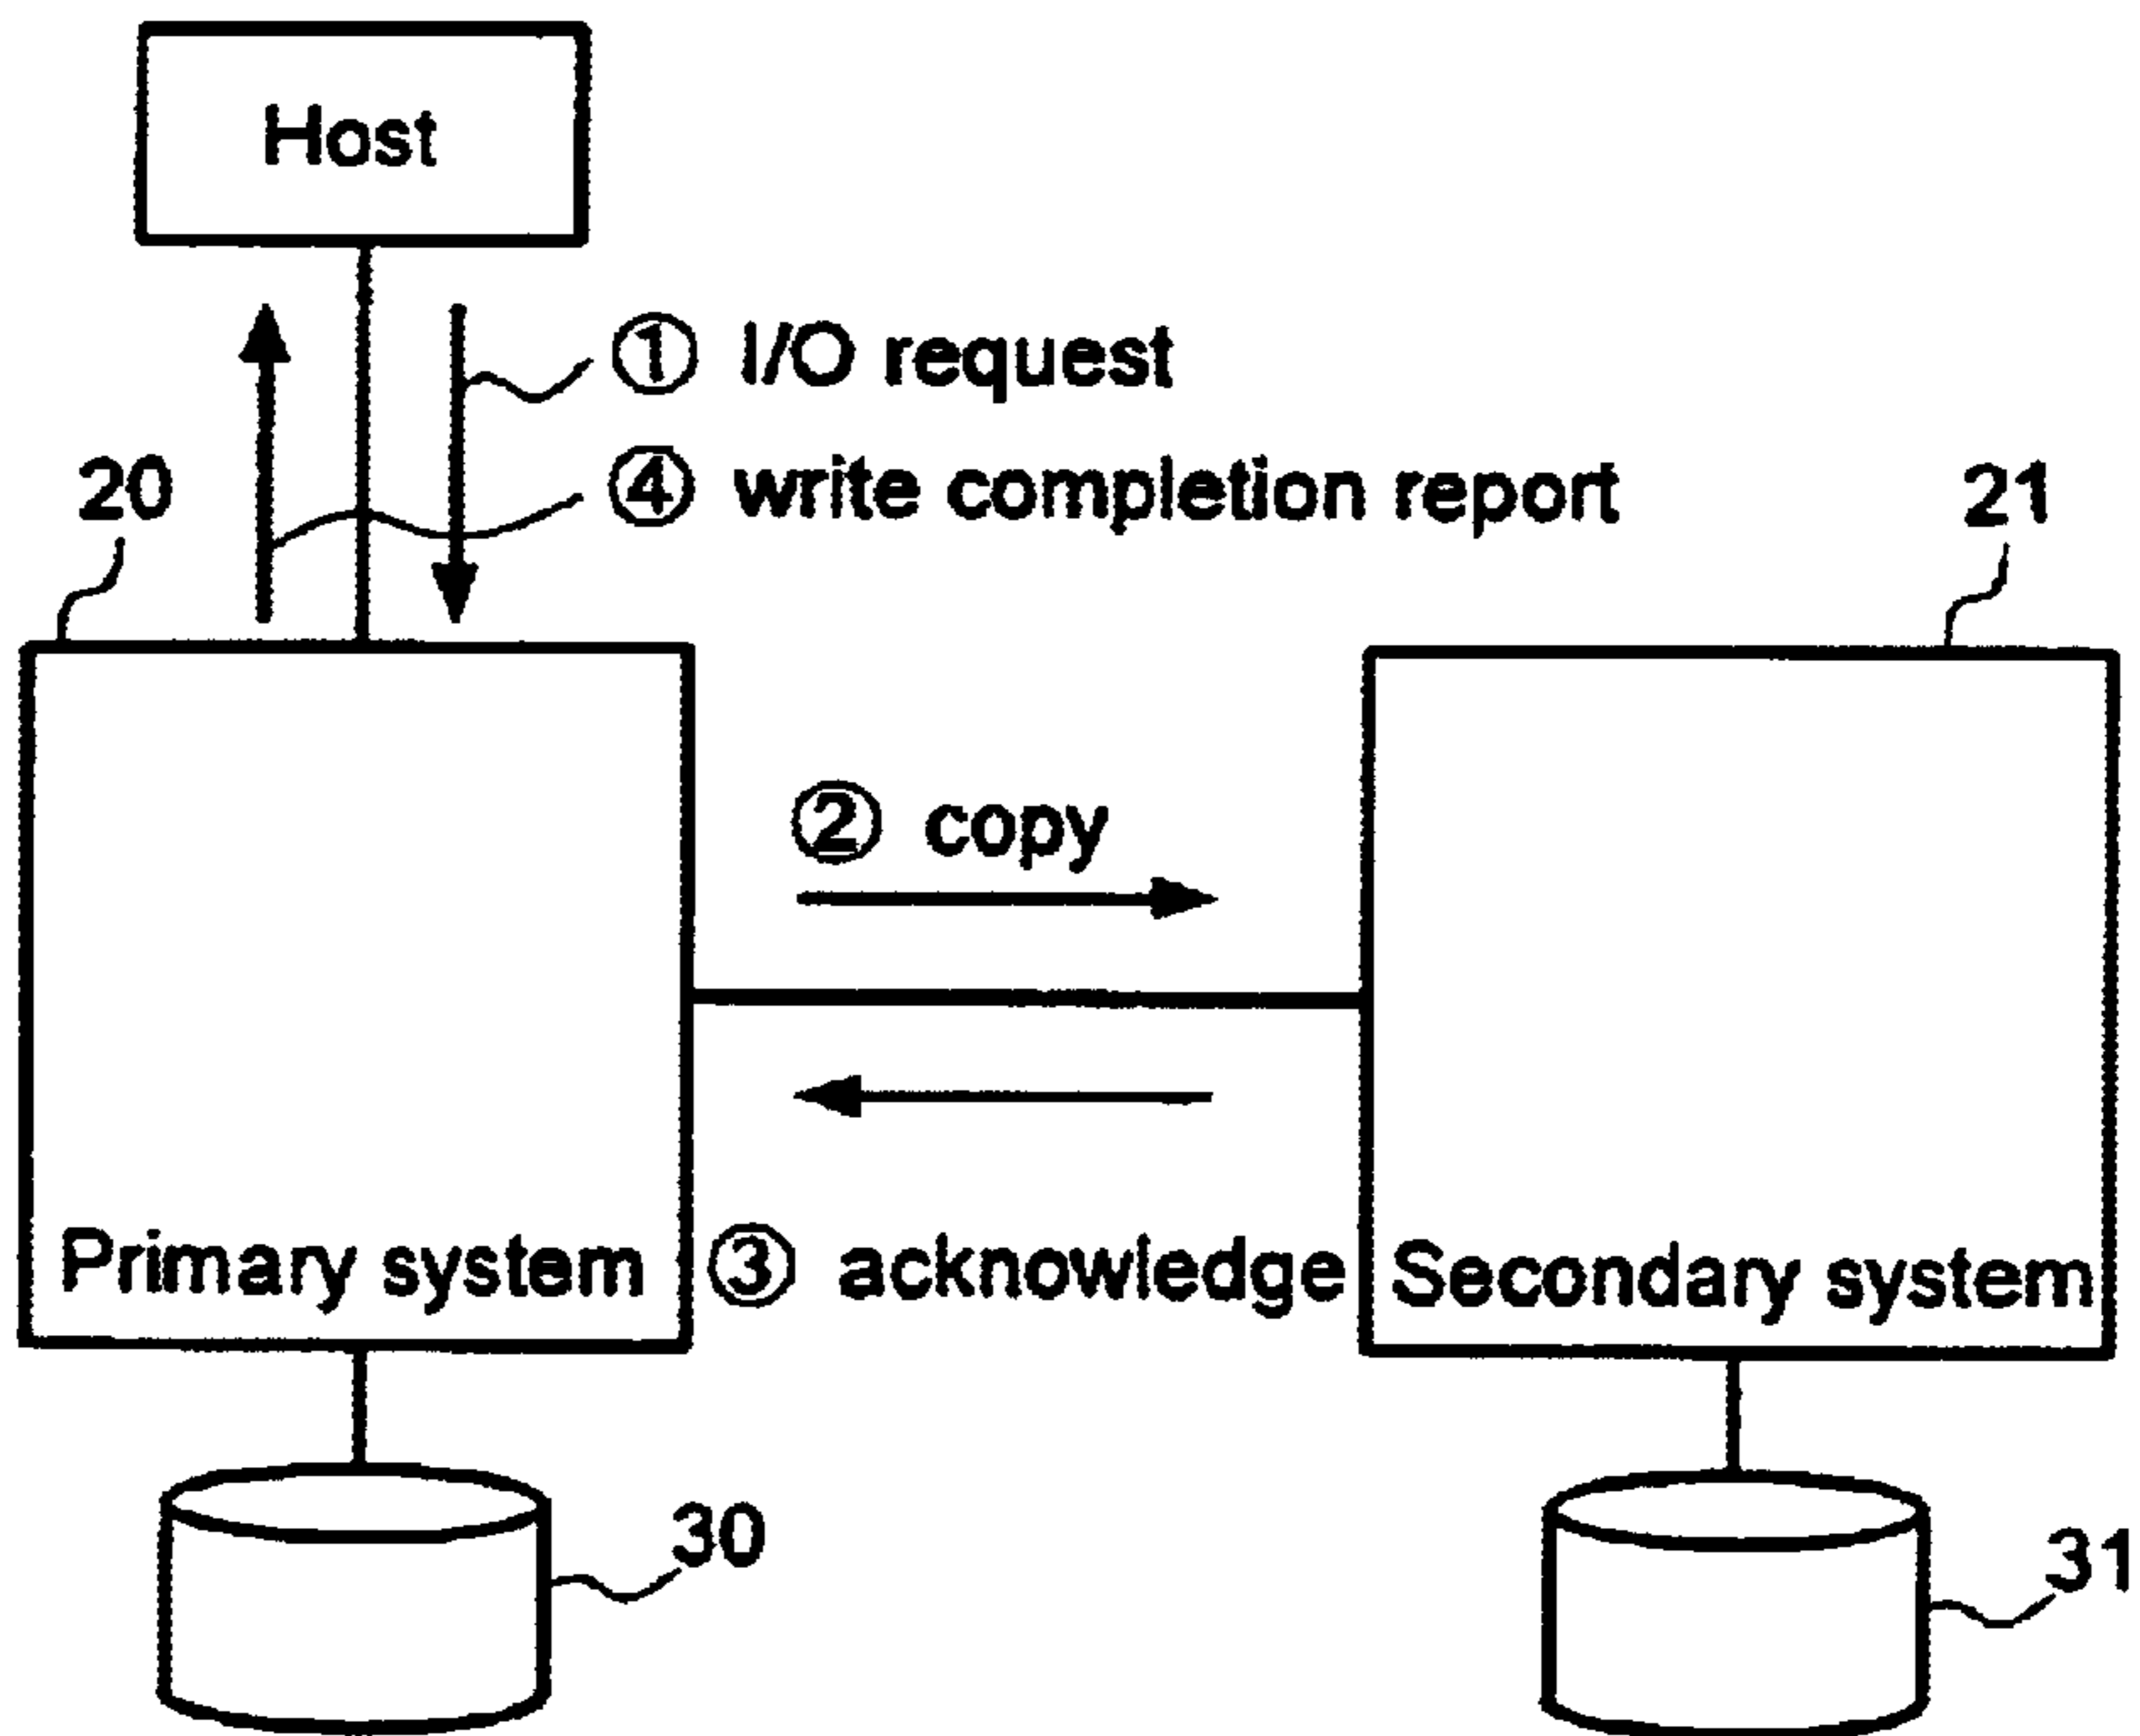 Host
① I/O request
④ write completion report
20
21
② copy
Primary system
③ acknowledge
Secondary system
30
31